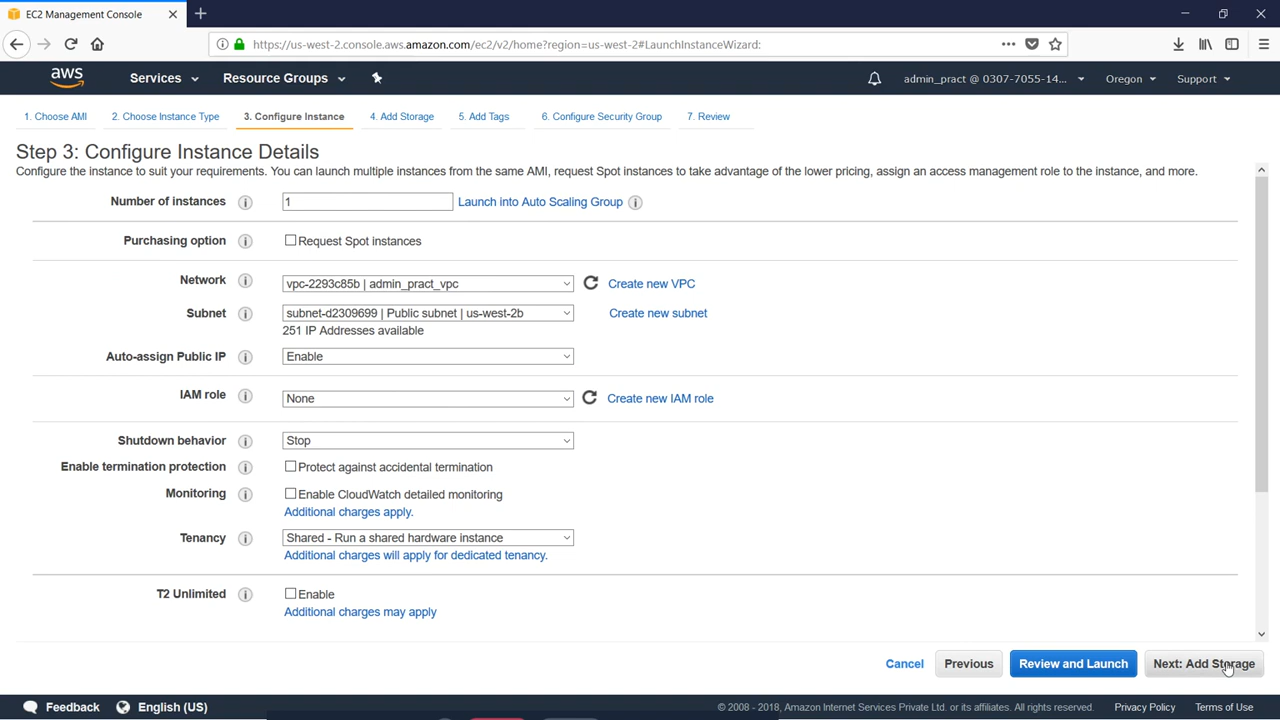 EC2 Management Console
https://us-west-2.console.aws.amazon.com/ec2/v2/home?region=us-west-2#LaunchInstanceWizard:
aws Services Resource Groups admin_pract @ 0307-7055-14... Oregon Support
1. Choose AMI 2. Choose Instance Type 3. Configure Instance 4. Add Storage 5. Add Tags 6. Configure Security Group 7. Review
Step 3: Configure Instance Details
Configure the instance to suit your requirements. You can launch multiple instances from the same AMI, request Spot instances to take advantage of the lower pricing, assign an access management role to the instance, and more.
Number of instances 1 Launch into Auto Scaling Group
Purchasing option Request Spot instances
Network vpc-2293c85b | admin_pract_vpc Create new VPC
Subnet subnet-d2309699 | Public subnet | us-west-2b Create new subnet
251 IP Addresses available
Auto-assign Public IP Enable
IAM role None Create new IAM role
Shutdown behavior Stop
Enable termination protection Protect against accidental termination
Monitoring Enable CloudWatch detailed monitoring
Additional charges apply.
Tenancy Shared - Run a shared hardware instance
Additional charges will apply for dedicated tenancy.
T2 Unlimited Enable
Additional charges may apply
Cancel Previous Review and Launch Next: Add Storage
Feedback English (US) © 2008 - 2018, Amazon Internet Services Private Ltd. or its affiliates. All rights reserved. Privacy Policy Terms of Use